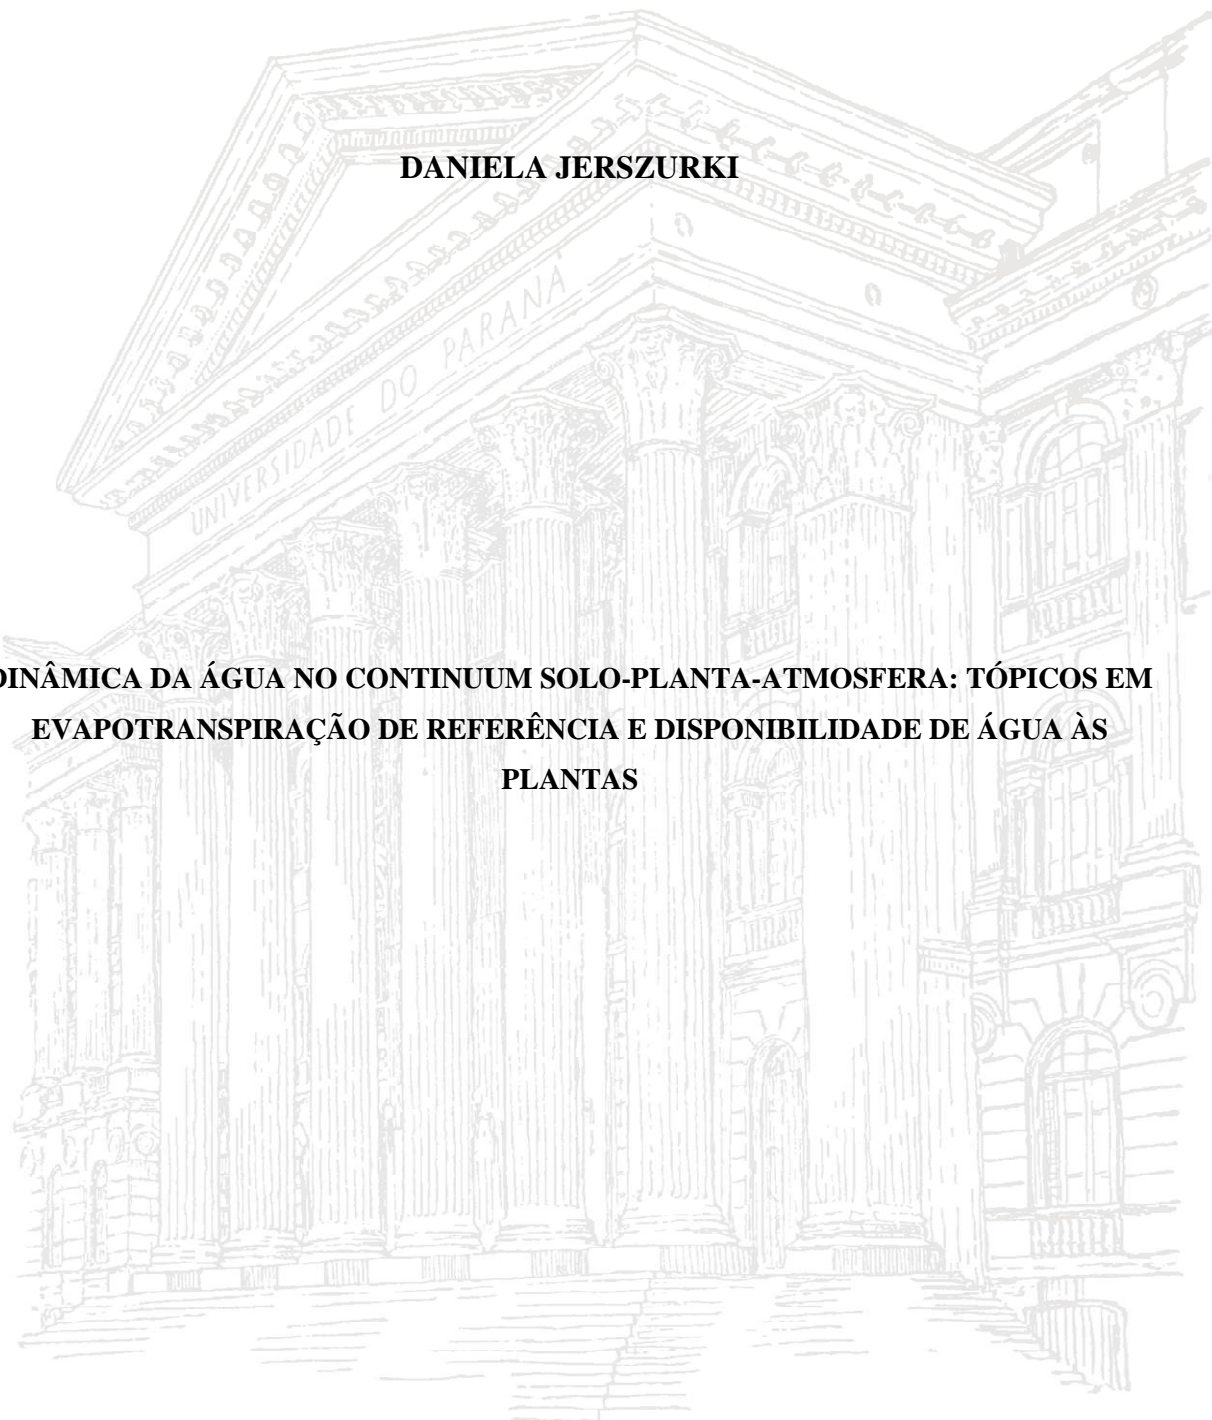 DANIELA JERSZURKI
UNIVERSIDADE DO PARANÁ
DINÂMICA DA ÁGUA NO CONTINUUM SOLO-PLANTA-ATMOSFERA: TÓPICOS EM
EVAPOTRANSPIRAÇÃO DE REFERÊNCIA E DISPONIBILIDADE DE ÁGUA ÀS
PLANTAS